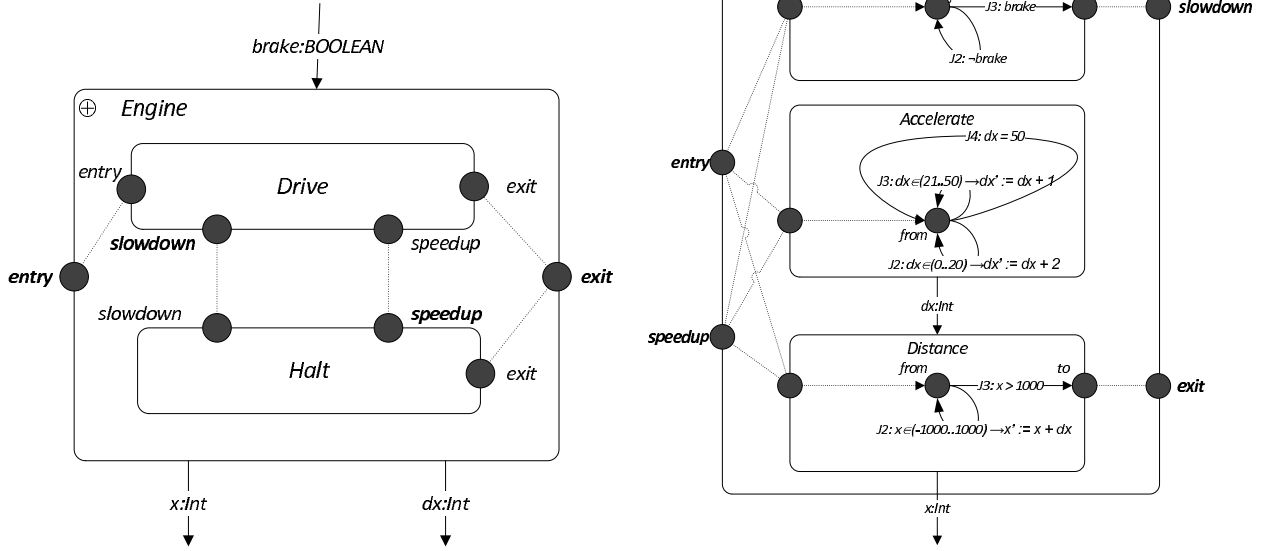 brake:BOOLEAN
⊕ Engine
entry
Drive
exit
slowdown
speedup
entry
exit
slowdown
speedup
Halt
exit
x:Int
dx:Int
J3: brake
slowdown
J2: ¬brake
Accelerate
J4: dx = 50
entry
J3: dx∈(21..50) →dx' := dx + 1
from
J2: dx∈(0..20) →dx' := dx + 2
dx:Int
speedup
Distance
from
to
J3: x > 1000
exit
J2: x∈(-1000..1000) →x' := x + dx
x:Int